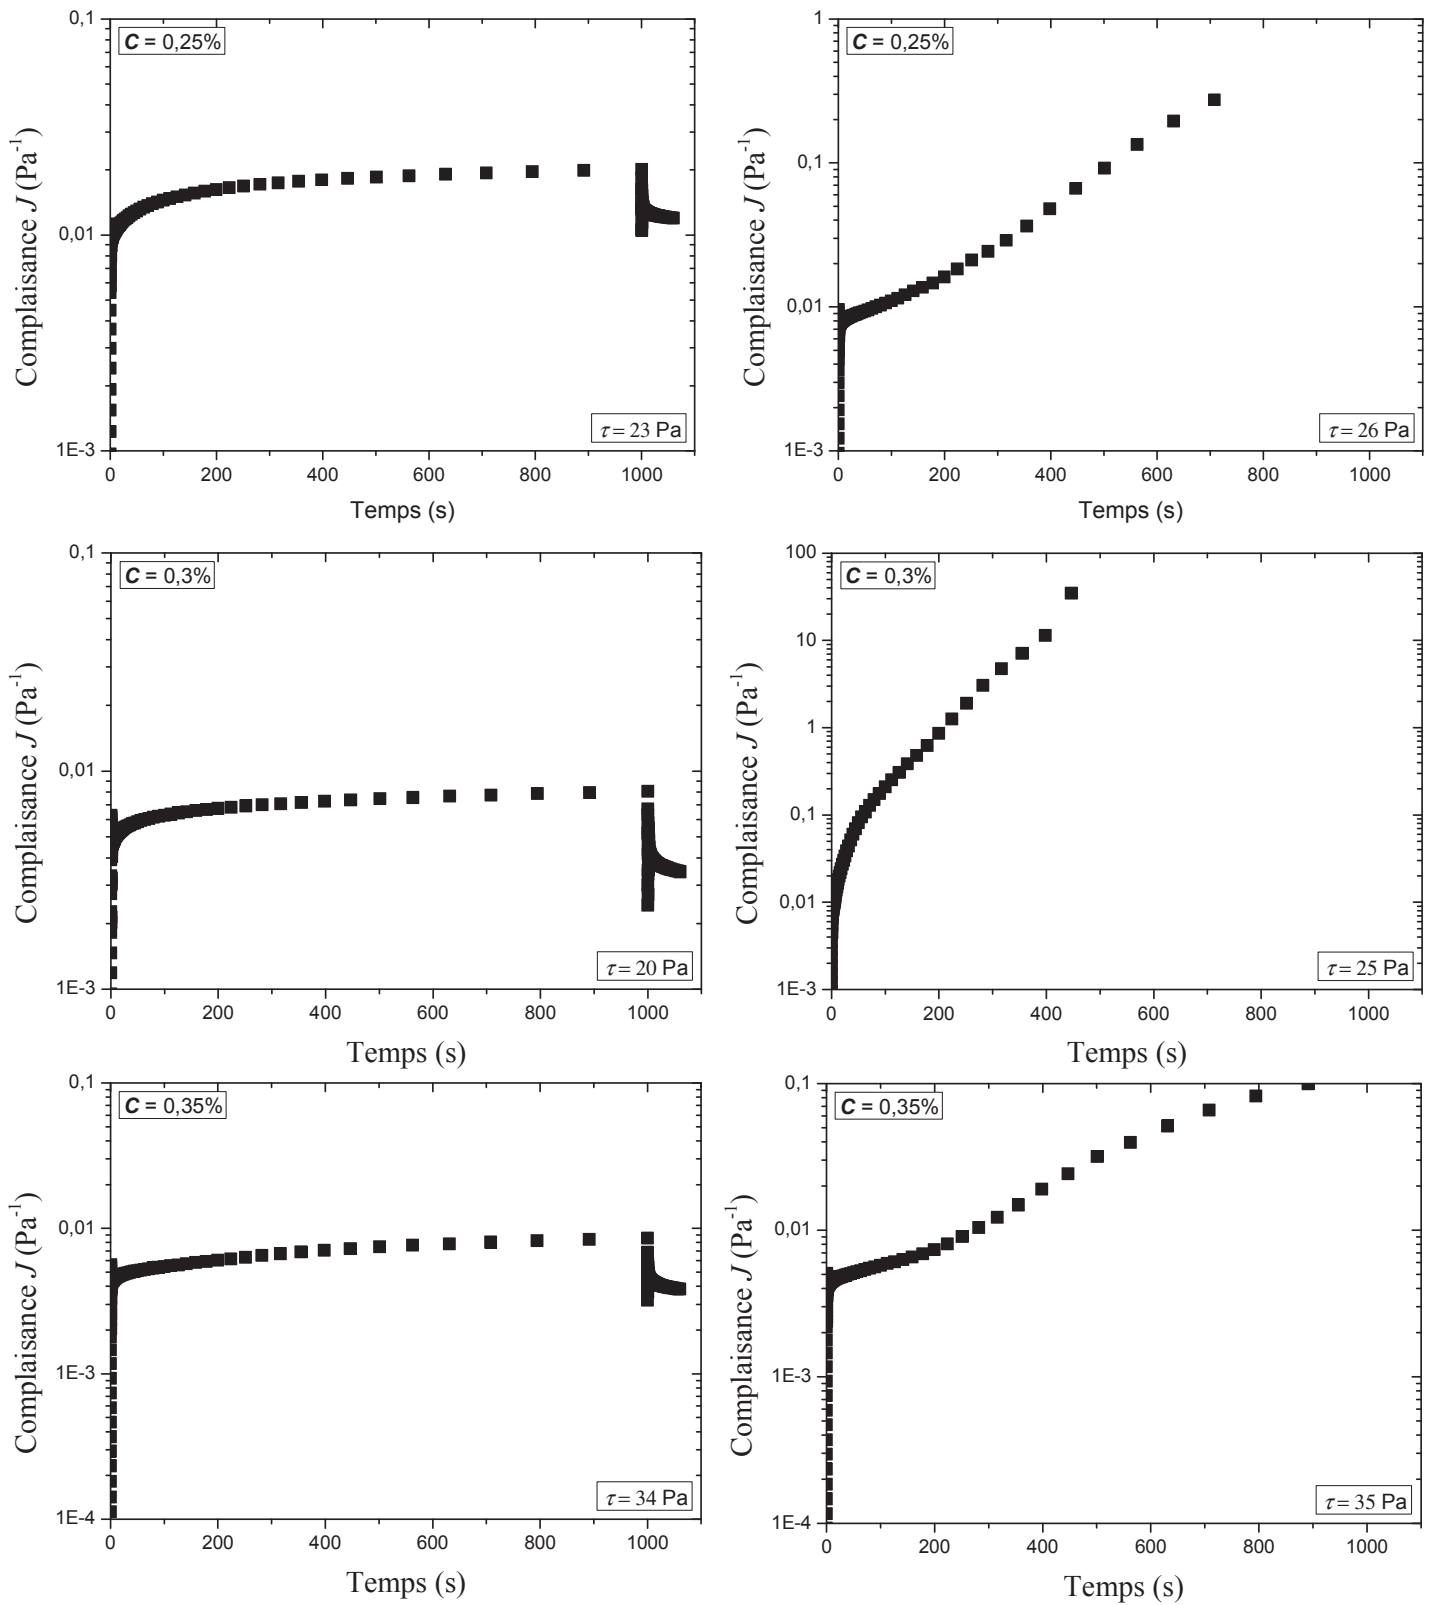 C = 0,25%
0,1
0,01
1E-3
Complaisance J (Pa-1)
τ = 23 Pa
0 200 400 600 800 1000
Temps (s)
C = 0,25%
1
0,1
0,01
1E-3
Complaisance J (Pa-1)
τ = 26 Pa
0 200 400 600 800 1000
Temps (s)
C = 0,3%
0,1
0,01
1E-3
Complaisance J (Pa-1)
τ = 20 Pa
0 200 400 600 800 1000
Temps (s)
C = 0,3%
100
10
1
0,1
0,01
1E-3
Complaisance J (Pa-1)
τ = 25 Pa
0 200 400 600 800 1000
Temps (s)
C = 0,35%
0,1
0,01
1E-3
1E-4
Complaisance J (Pa-1)
τ = 34 Pa
0 200 400 600 800 1000
Temps (s)
C = 0,35%
0,1
0,01
1E-3
1E-4
Complaisance J (Pa-1)
τ = 35 Pa
0 200 400 600 800 1000
Temps (s)